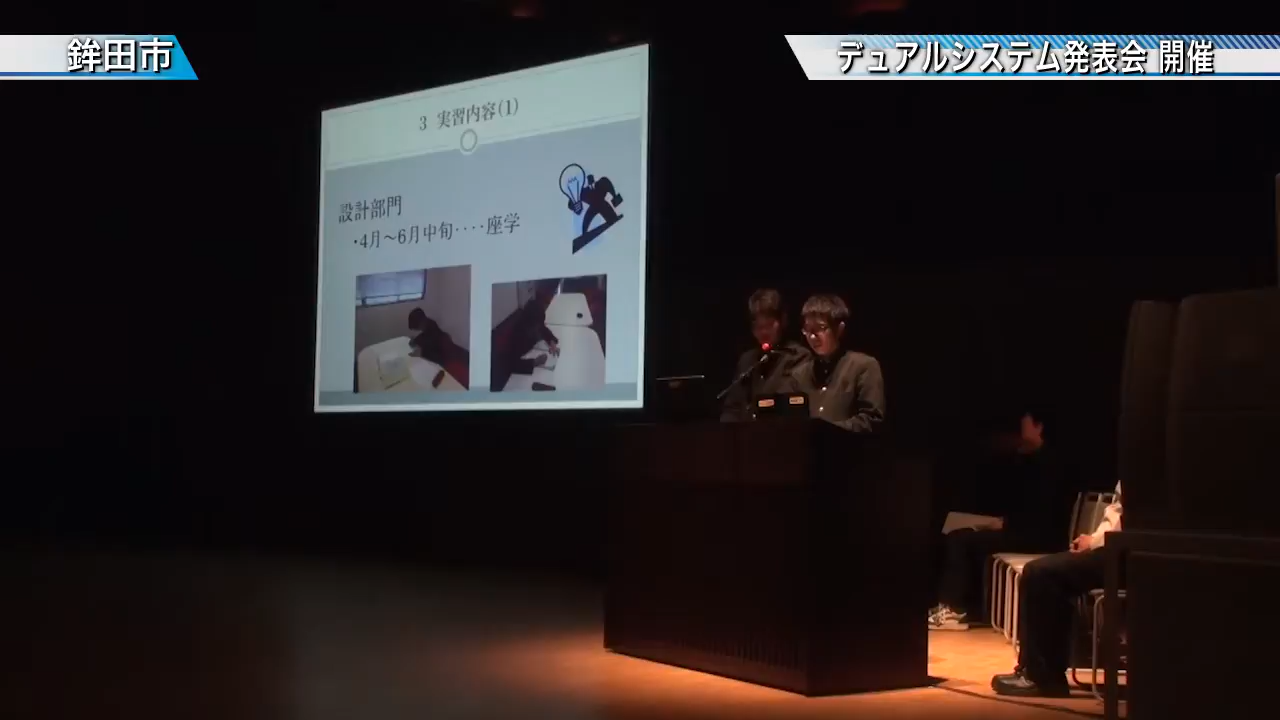 鉾田市
デュアルシステム発表会 開催
3 実習内容(1)
設計部門
・4月～6月中旬････座学